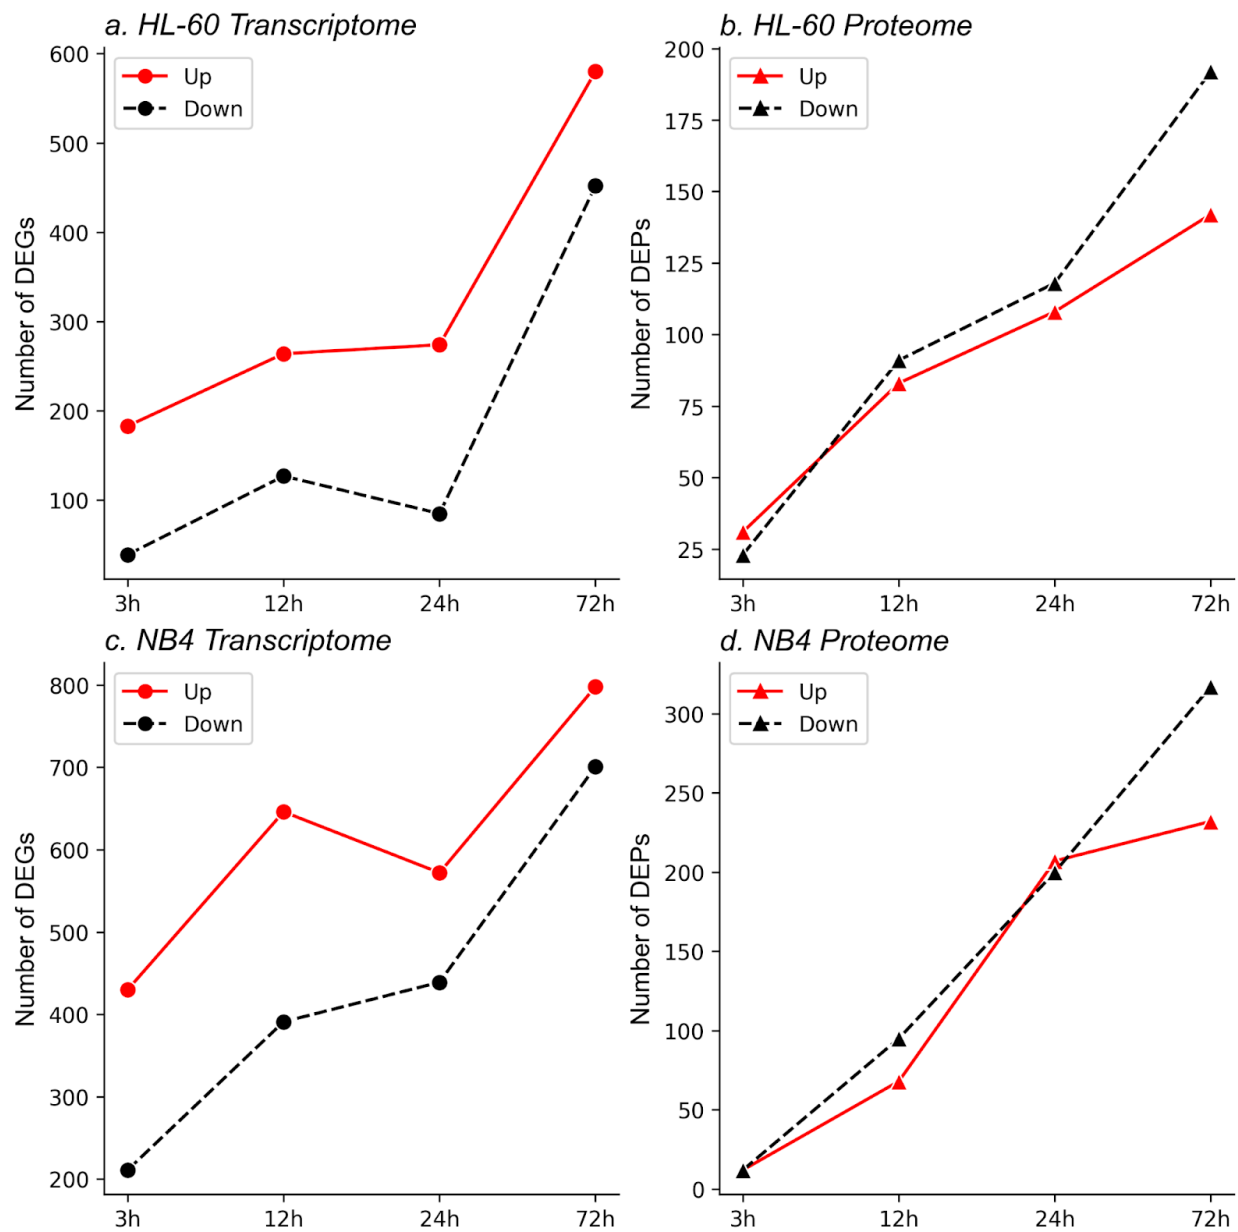 a. HL-60 Transcriptome
600
500
400
300
200
100
Number of DEGs
Up
Down
3h 12h 24h 72h
b. HL-60 Proteome
200
175
150
125
100
75
50
25
Number of DEPs
Up
Down
3h 12h 24h 72h
c. NB4 Transcriptome
800
700
600
500
400
300
200
Number of DEGs
Up
Down
3h 12h 24h 72h
d. NB4 Proteome
300
250
200
150
100
50
0
Number of DEPs
Up
Down
3h 12h 24h 72h